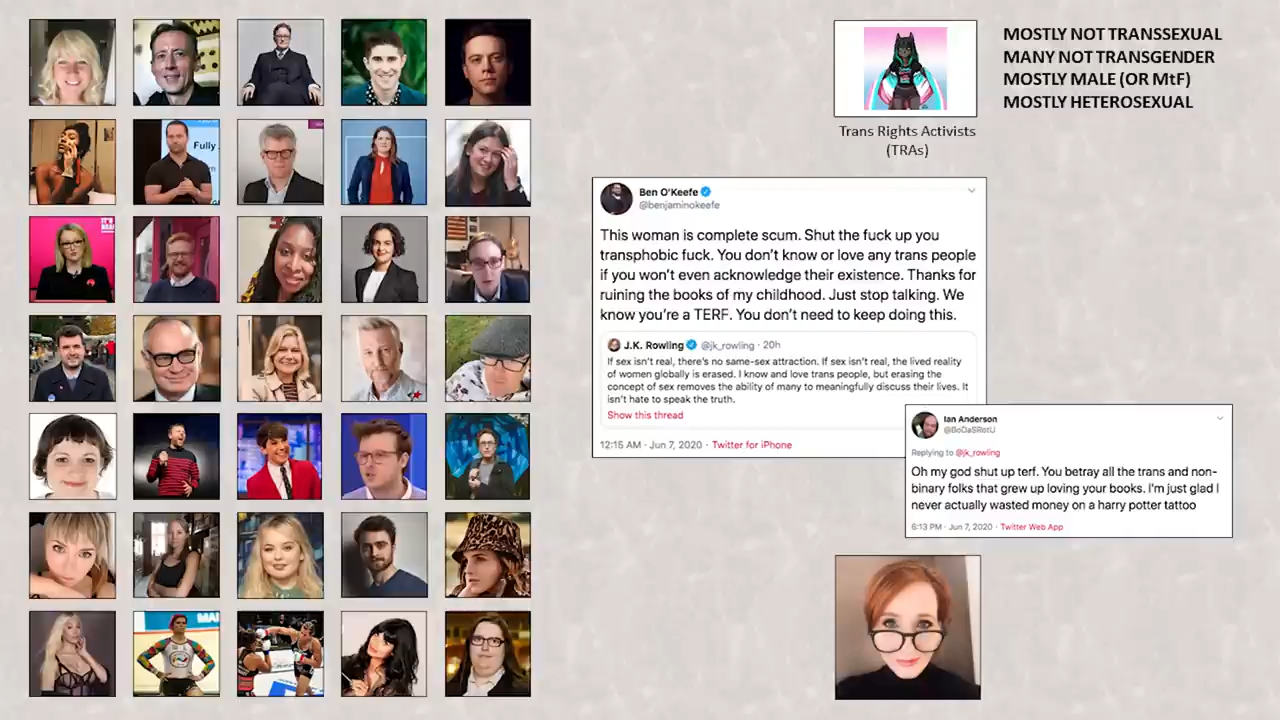 MOSTLY NOT TRANSSEXUAL
MANY NOT TRANSGENDER
MOSTLY MALE (OR MtF)
MOSTLY HETEROSEXUAL
Trans Rights Activists
(TRAs)
Fully
Ben O'Keefe
@benjaminokeefe
This woman is complete scum. Shut the fuck up you
transphobic fuck. You don't know or love any trans people
if you won't even acknowledge their existence. Thanks for
ruining the books of my childhood. Just stop talking. We
know you're a TERF. You don't need to keep doing this.
J.K. Rowling @jk_rowling · 20h
If sex isn't real, there's no same-sex attraction. If sex isn't real, the lived reality
of women globally is erased. I know and love trans people, but erasing the
concept of sex removes the ability of many to meaningfully discuss their lives. It
isn't hate to speak the truth.
Show this thread
12:15 AM · Jun 7, 2020 · Twitter for iPhone
Ian Anderson
Replying to @jk_rowling
Oh my god shut up terf. You betray all the trans and non-
binary folks that grew up loving your books. I'm just glad I
never actually wasted money on a harry potter tattoo
6:13 PM · Jun 7, 2020 · Twitter Web App